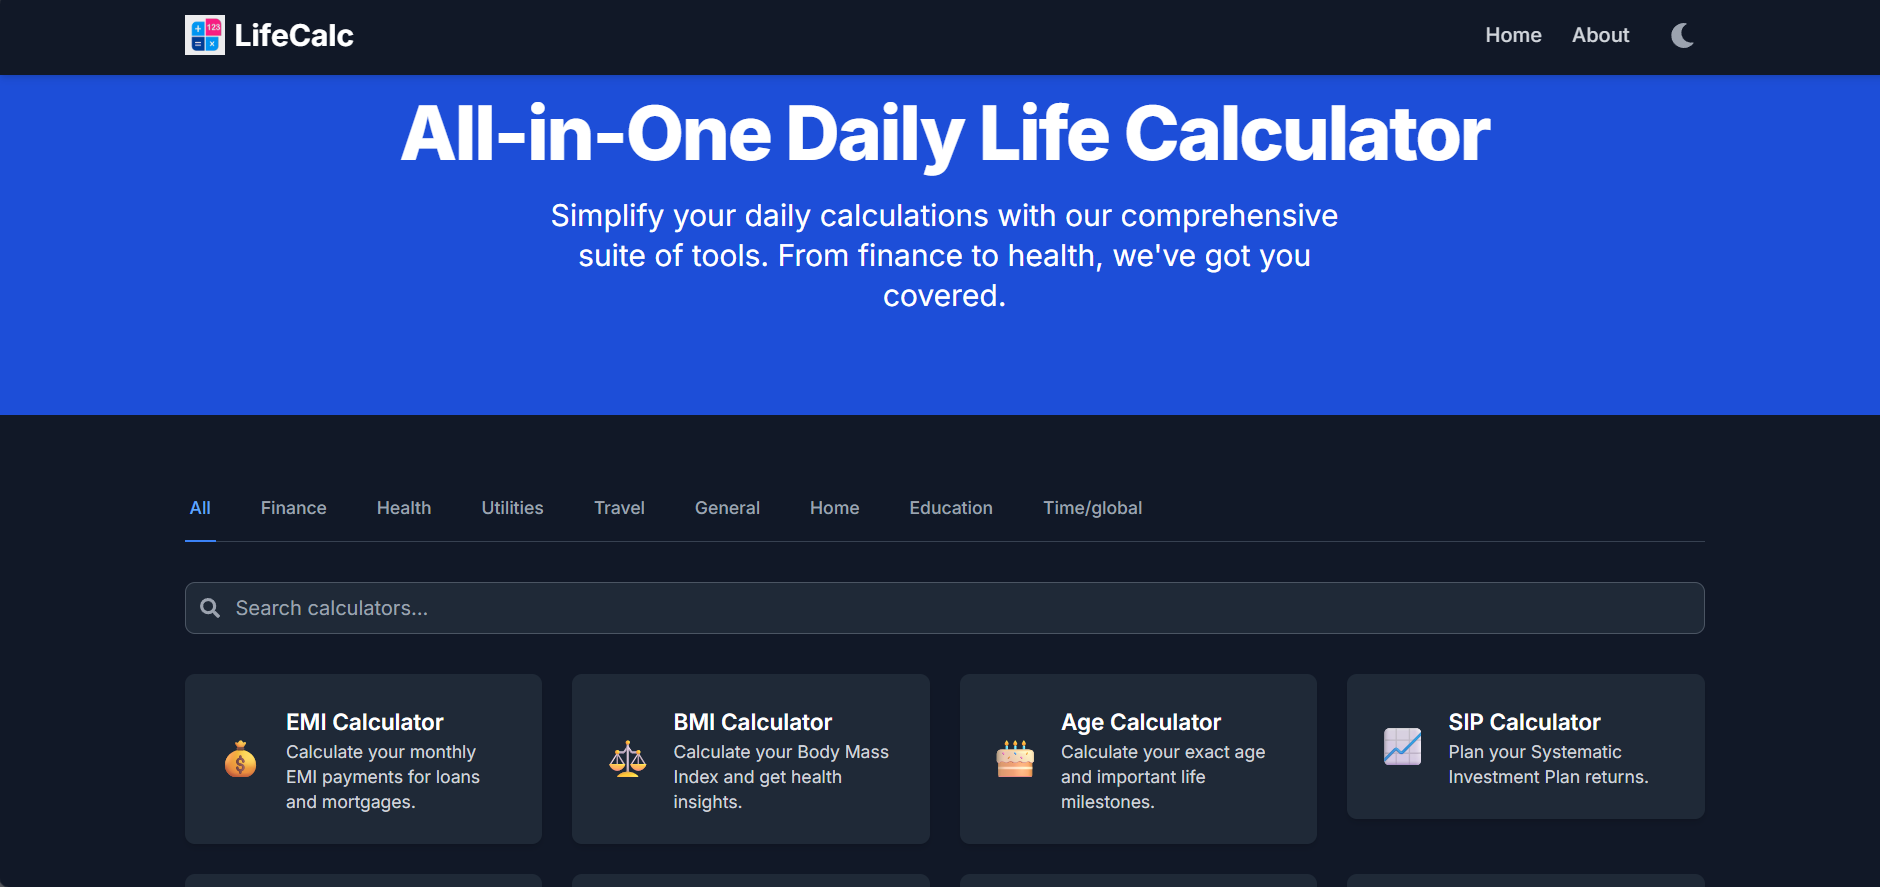 123
LifeCalc
Home
About
All-in-One Daily Life Calculator
Simplify your daily calculations with our comprehensive
suite of tools. From finance to health, we've got you
covered.
All
Finance
Health
Utilities
Travel
General
Home
Education
Time/global
Search calculators...
EMI Calculator
Calculate your monthly
EMI payments for loans
and mortgages.
BMI Calculator
Calculate your Body Mass
Index and get health
insights.
Age Calculator
Calculate your exact age
and important life
milestones.
SIP Calculator
Plan your Systematic
Investment Plan returns.